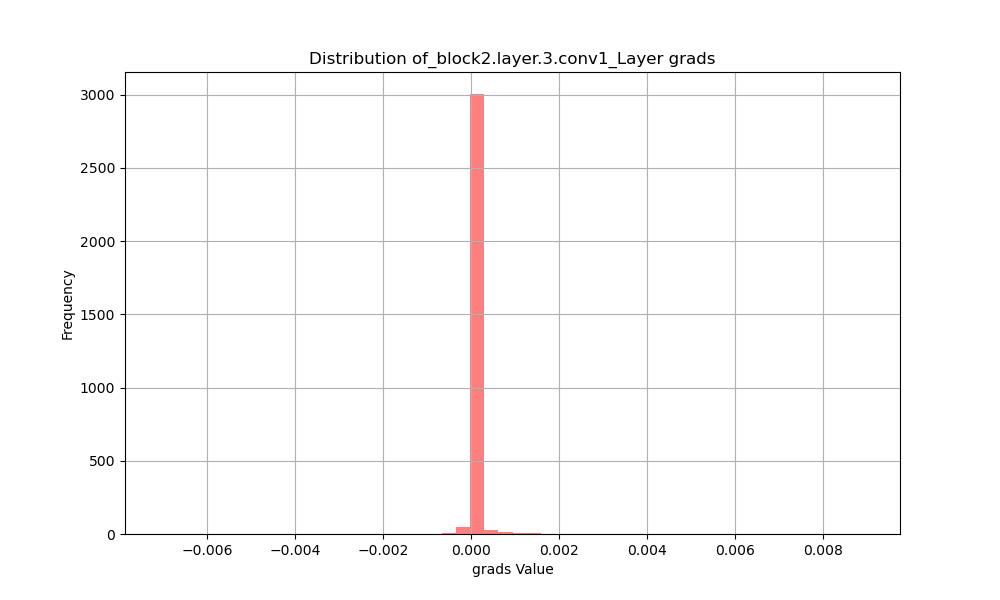 Distribution of_block2.layer.3.conv1_Layer grads
Frequency
3000
2500
2000
1500
1000
500
0
−0.006 −0.004 −0.002 0.000 0.002 0.004 0.006 0.008
grads Value